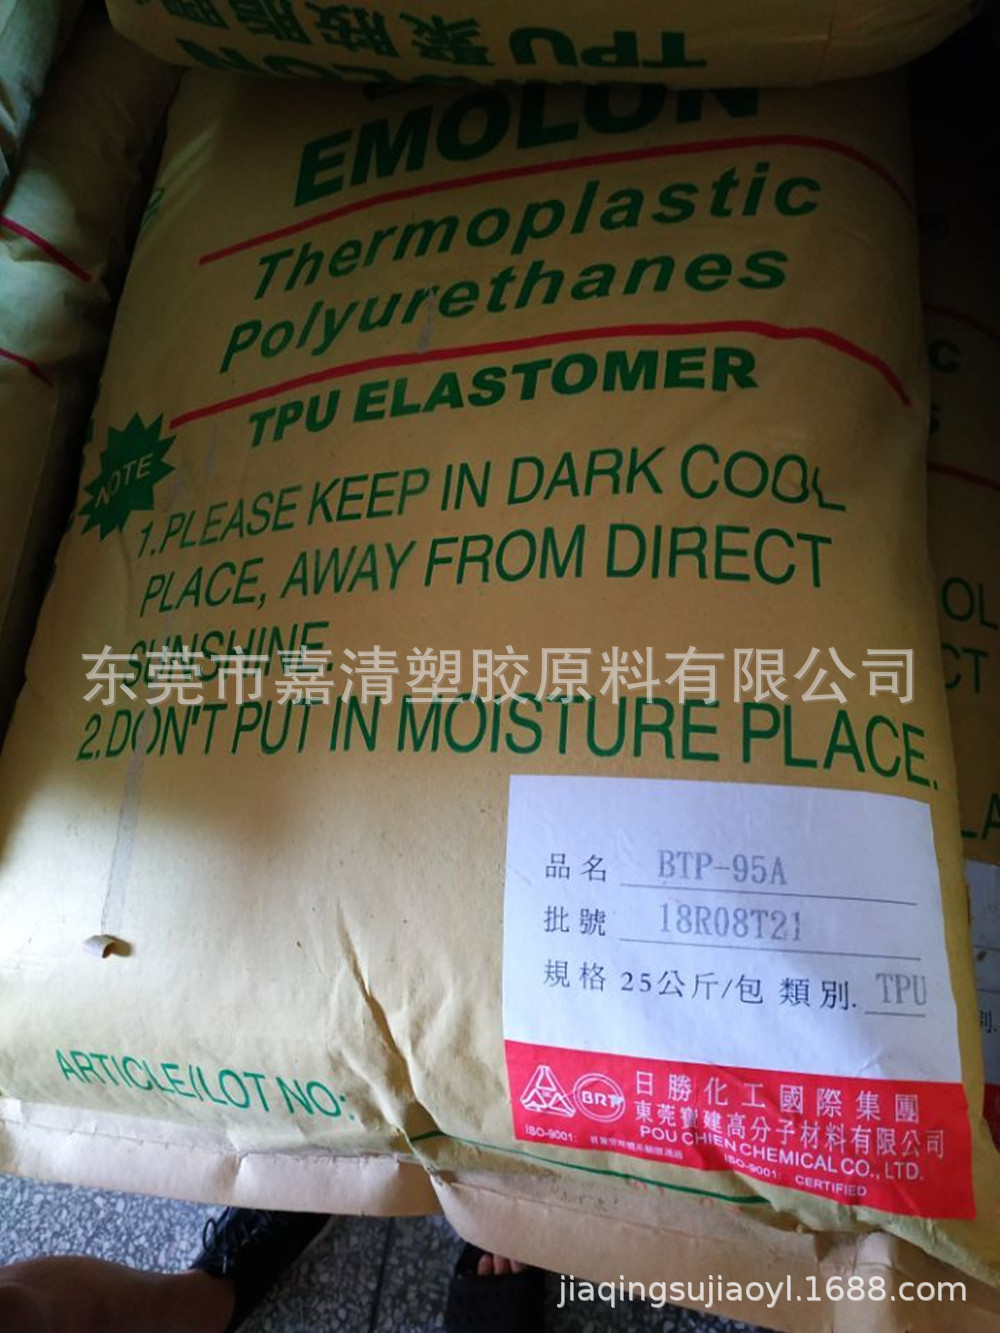 TPU 聚胺脂
EMOLON
Thermoplastic
Polyurethanes
TPU ELASTOMER
NOTE
1.PLEASE KEEP IN DARK COOL
PLACE, AWAY FROM DIRECT
SUNSHINE.
东莞市嘉清塑胶原料有限公司
2.DON'T PUT IN MOISTURE PLACE.
品名 BTP-95A
批號 18R08T21
規格 25公斤/包 類別. TPU
BRT
日勝化工國際集團
東莞寶建高分子材料有限公司
POU CHIEN CHEMICAL CO., LTD.
ISO-9001:
ISO-9001: CERTIFIED
ARTICLE/LOT NO:
jiaqingsujiaoyl.1688.com